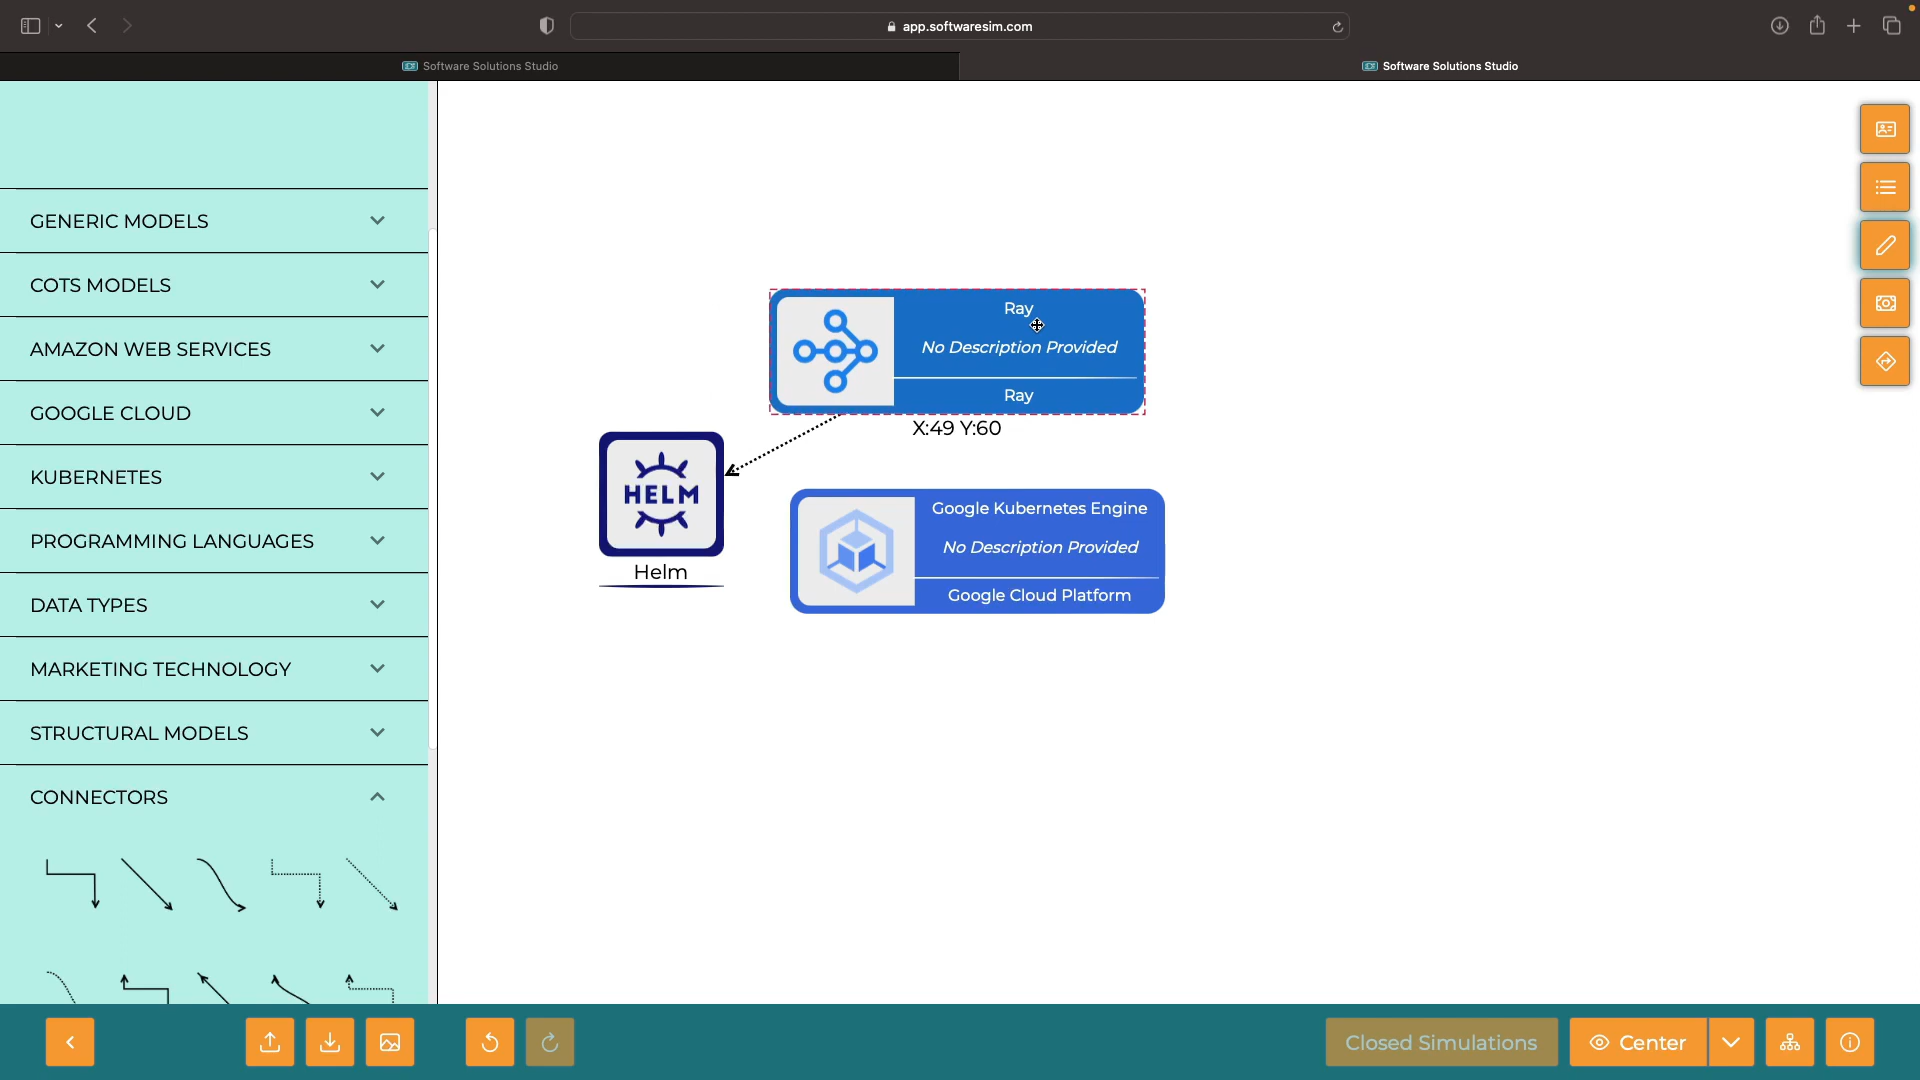 app.softwaresim.com
Software Solutions Studio
Software Solutions Studio
GENERIC MODELS
COTS MODELS
AMAZON WEB SERVICES
GOOGLE CLOUD
KUBERNETES
PROGRAMMING LANGUAGES
DATA TYPES
MARKETING TECHNOLOGY
STRUCTURAL MODELS
CONNECTORS
Ray
No Description Provided
Ray
X:49 Y:60
HELM
Helm
Google Kubernetes Engine
No Description Provided
Google Cloud Platform
Closed Simulations
Center